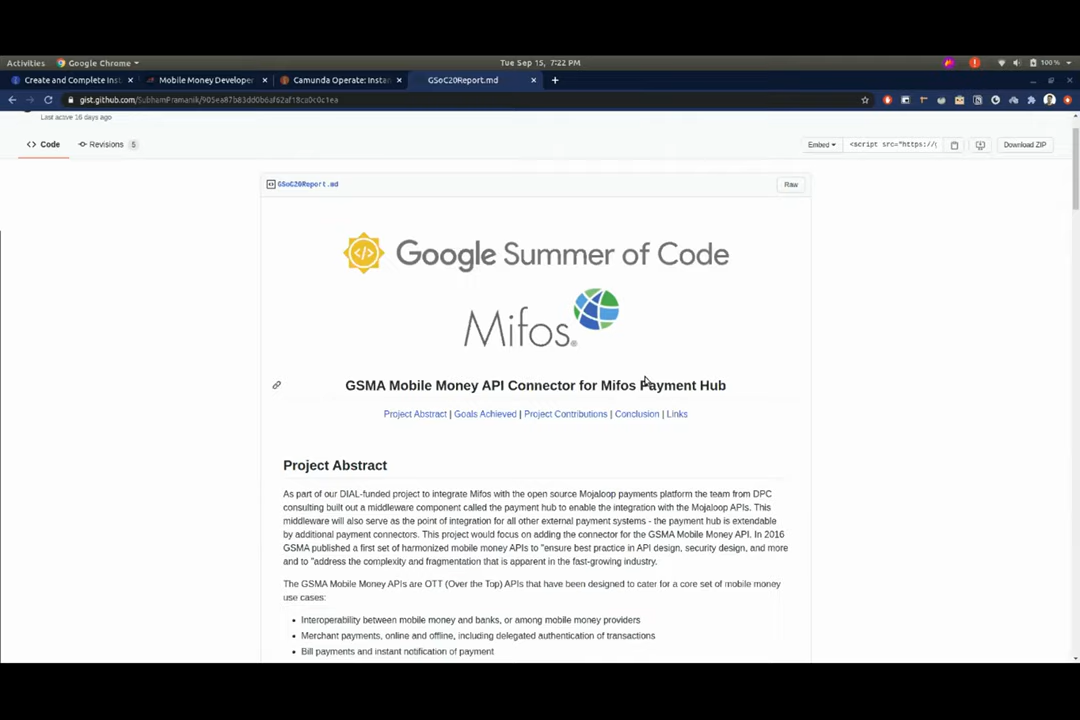 Activities Google Chrome Tue Sep 15, 7:22 PM 100 %
Create and Complete Inst Mobile Money Developer Camunda Operate: Instan GSoC20Report.md
gist.github.com/SubhamPramanik/
Last active 16 days ago
Code Revisions 5 Embed <script src="https:// Download ZIP
GSoC20Report.md Raw
Google Summer of Code
Mifos®
GSMA Mobile Money API Connector for Mifos Payment Hub
Project Abstract | Goals Achieved | Project Contributions | Conclusion | Links
Project Abstract
As part of our DIAL-funded project to integrate Mifos with the open source Mojaloop payments platform the team from DPC
consulting built out a middleware component called the payment hub to enable the integration with the Mojaloop APIs. This
middleware will also serve as the point of integration for all other external payment systems - the payment hub is extendable
by additional payment connectors. This project would focus on adding the connector for the GSMA Mobile Money API. In 2016
GSMA published a first set of harmonized mobile money APIs to "ensure best practice in API design, security design, and more
and to "address the complexity and fragmentation that is apparent in the fast-growing industry.
The GSMA Mobile Money APIs are OTT (Over the Top) APIs that have been designed to cater for a core set of mobile money
use cases:
• Interoperability between mobile money and banks, or among mobile money providers
• Merchant payments, online and offline, including delegated authentication of transactions
• Bill payments and instant notification of payment